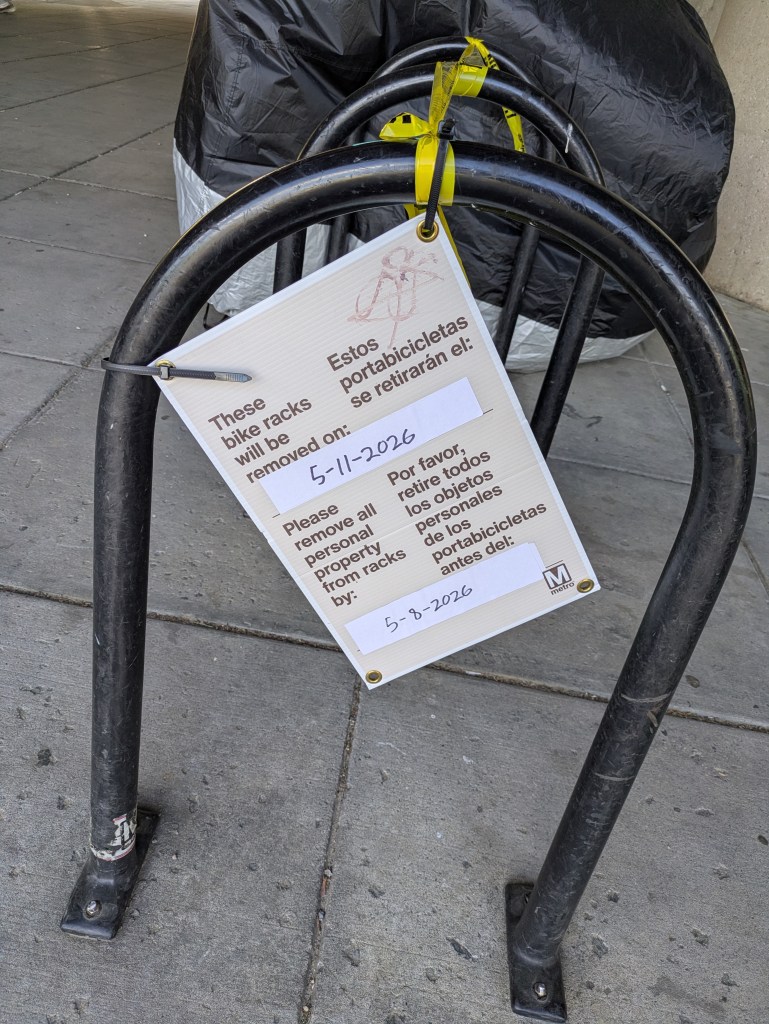 These
bike racks
will be
removed on:
Estos
portabicicletas
se retirarán el:
5-11-2026
Please
remove all
personal
property
from racks
by:
Por favor,
retire todos
los objetos
personales
de los
portabicicletas
antes del:
5-8-2026
M
metro